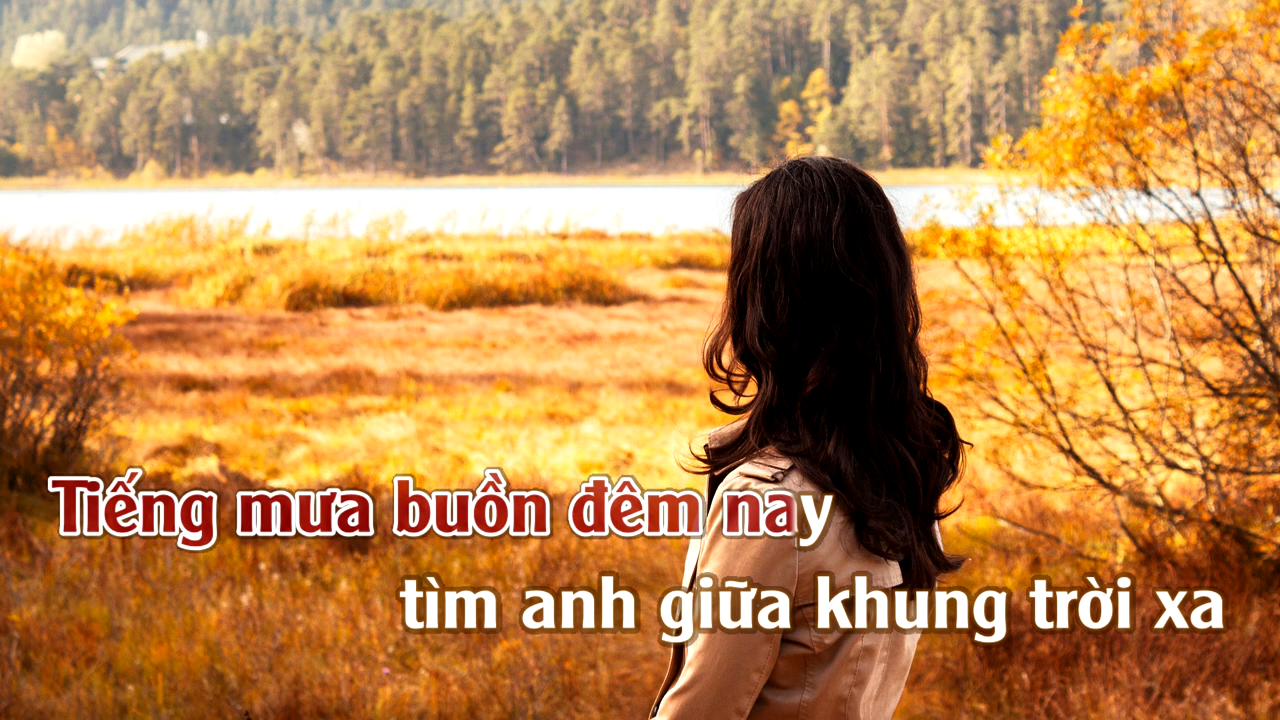 Tiếng mưa buồn đêm nay
tìm anh giữa khung trời xa